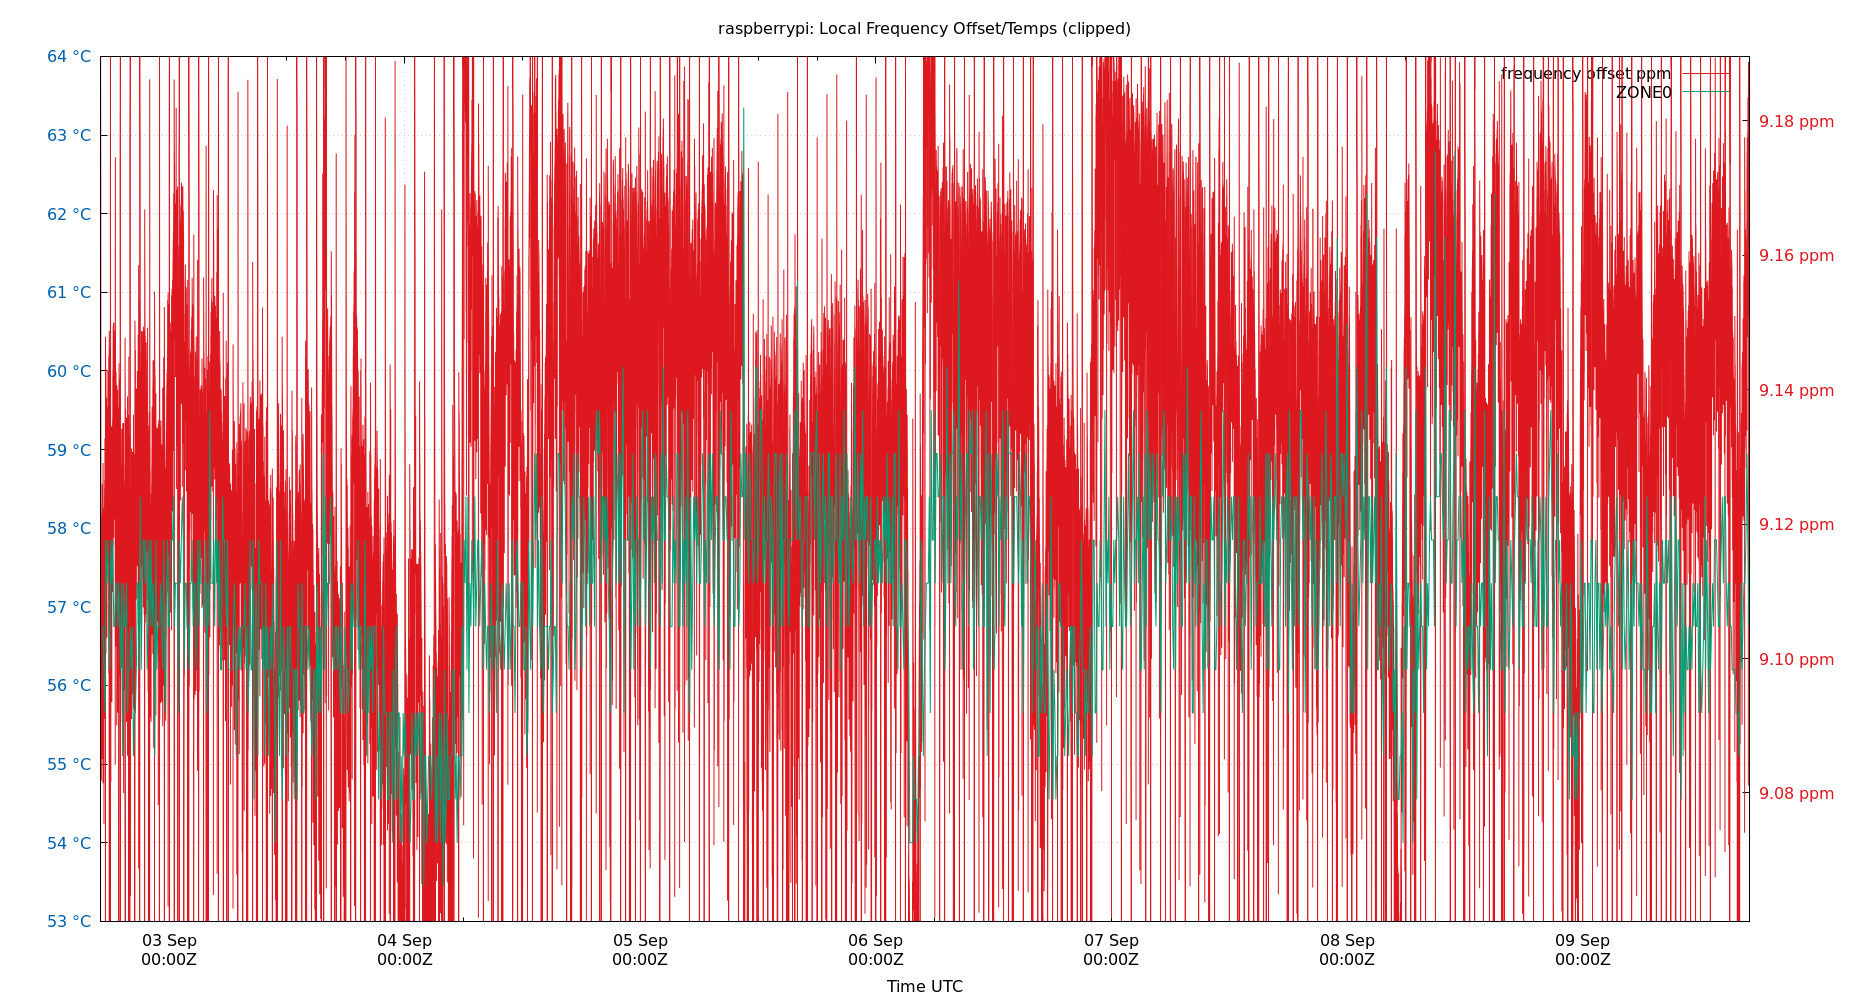 raspberrypi: Local Frequency Offset/Temps (clipped)
64 °C
63 °C
62 °C
61 °C
60 °C
59 °C
58 °C
57 °C
56 °C
55 °C
54 °C
53 °C
frequency offset ppm
ZONE0
9.18 ppm
9.16 ppm
9.14 ppm
9.12 ppm
9.10 ppm
9.08 ppm
03 Sep
00:00Z
04 Sep
00:00Z
05 Sep
00:00Z
06 Sep
00:00Z
07 Sep
00:00Z
08 Sep
00:00Z
09 Sep
00:00Z
Time UTC